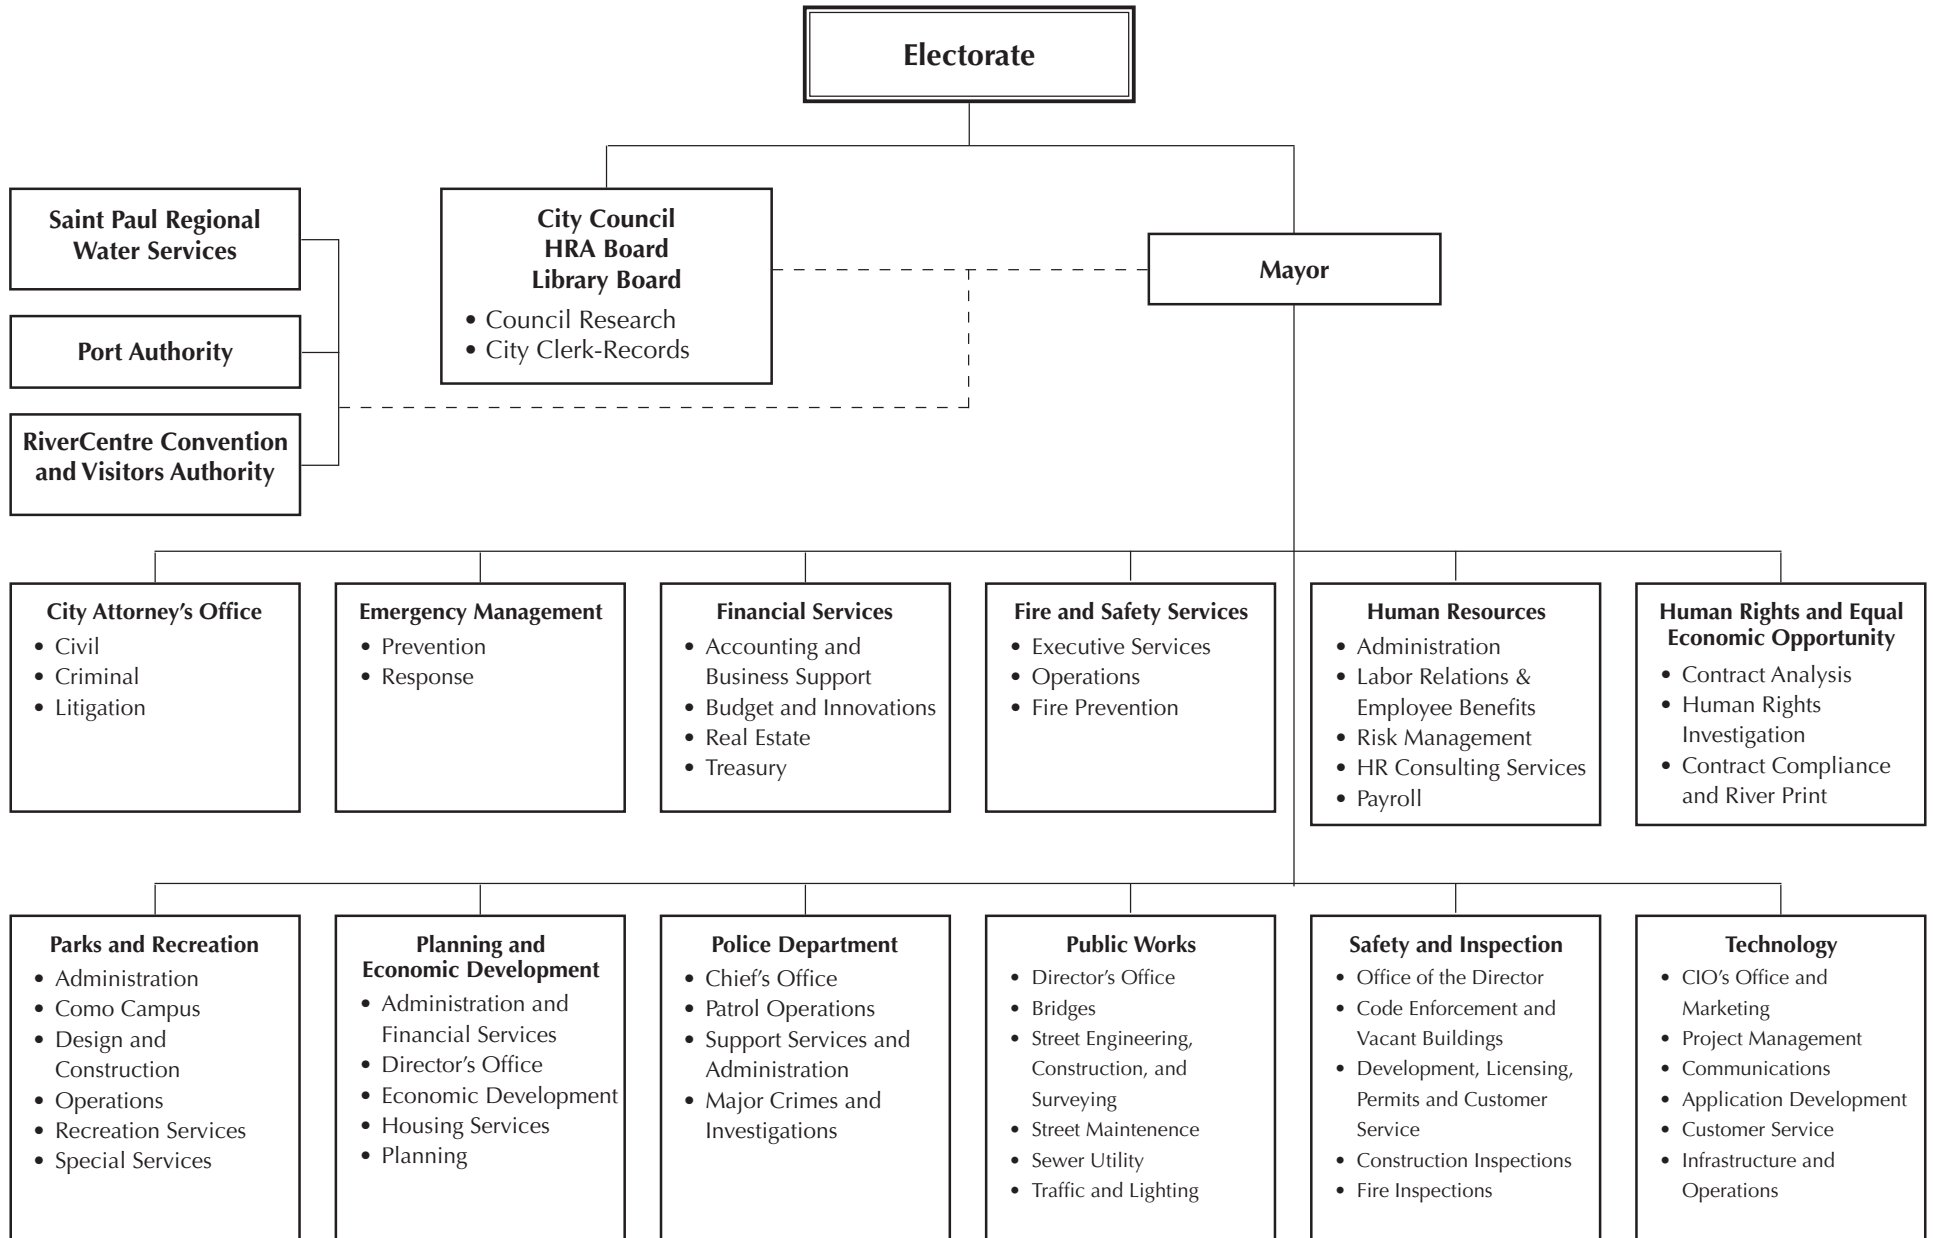 Electorate
Saint Paul Regional
Water Services
Port Authority
RiverCentre Convention
and Visitors Authority
City Council
HRA Board
Library Board
• Council Research
• City Clerk-Records
Mayor
City Attorney’s Office
• Civil
• Criminal
• Litigation
Emergency Management
• Prevention
• Response
Financial Services
• Accounting and
Business Support
• Budget and Innovations
• Real Estate
• Treasury
Fire and Safety Services
• Executive Services
• Operations
• Fire Prevention
Human Resources
• Administration
• Labor Relations &
Employee Benefits
• Risk Management
• HR Consulting Services
• Payroll
Human Rights and Equal
Economic Opportunity
• Contract Analysis
• Human Rights
Investigation
• Contract Compliance
and River Print
Parks and Recreation
• Administration
• Como Campus
• Design and
Construction
• Operations
• Recreation Services
• Special Services
Planning and
Economic Development
• Administration and
Financial Services
• Director’s Office
• Economic Development
• Housing Services
• Planning
Police Department
• Chief’s Office
• Patrol Operations
• Support Services and
Administration
• Major Crimes and
Investigations
Public Works
• Director’s Office
• Bridges
• Street Engineering,
Construction, and
Surveying
• Street Maintenence
• Sewer Utility
• Traffic and Lighting
Safety and Inspection
• Office of the Director
• Code Enforcement and
Vacant Buildings
• Development, Licensing,
Permits and Customer
Service
• Construction Inspections
• Fire Inspections
Technology
• CIO’s Office and
Marketing
• Project Management
• Communications
• Application Development
• Customer Service
• Infrastructure and
Operations